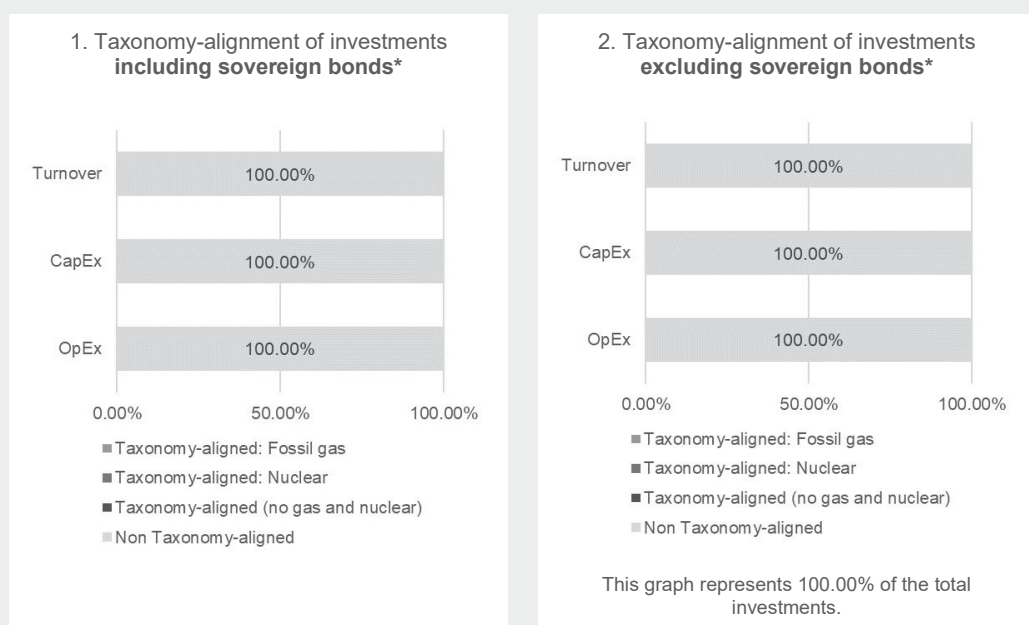 1. Taxonomy-alignment of investments
including sovereign bonds*
Turnover
100.00%
CapEx
100.00%
OpEx
100.00%
0.00% 50.00% 100.00%
Taxonomy-aligned: Fossil gas
Taxonomy-aligned: Nuclear
Taxonomy-aligned (no gas and nuclear)
Non Taxonomy-aligned
2. Taxonomy-alignment of investments
excluding sovereign bonds*
Turnover
100.00%
CapEx
100.00%
OpEx
100.00%
0.00% 50.00% 100.00%
Taxonomy-aligned: Fossil gas
Taxonomy-aligned: Nuclear
Taxonomy-aligned (no gas and nuclear)
Non Taxonomy-aligned
This graph represents 100.00% of the total
investments.